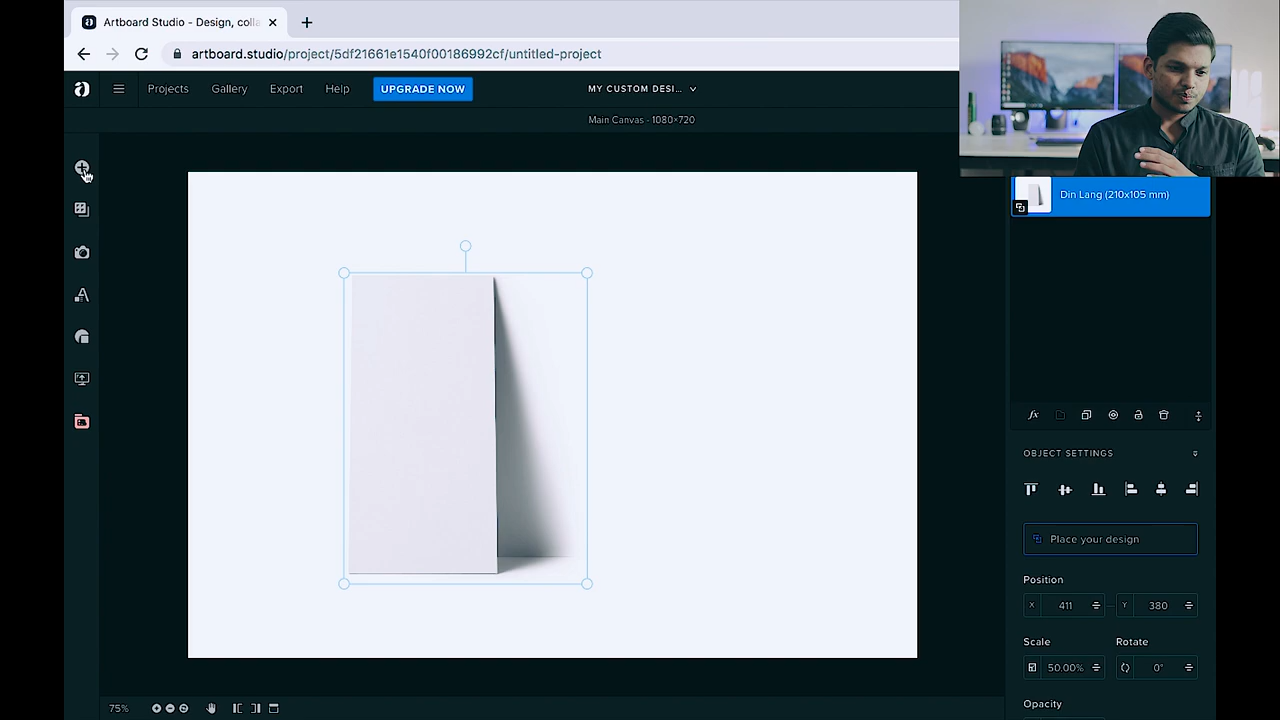 Artboard Studio - Design, colla
artboard.studio/project/5df21661e1540f00186992cf/untitled-project
Projects Gallery Export Help UPGRADE NOW MY CUSTOM DESI...
Main Canvas - 1080×720
Din Lang (210x105 mm)
fx
OBJECT SETTINGS
Place your design
Position
X 411 Y 380
Scale Rotate
50.00% 0°
Opacity
75%